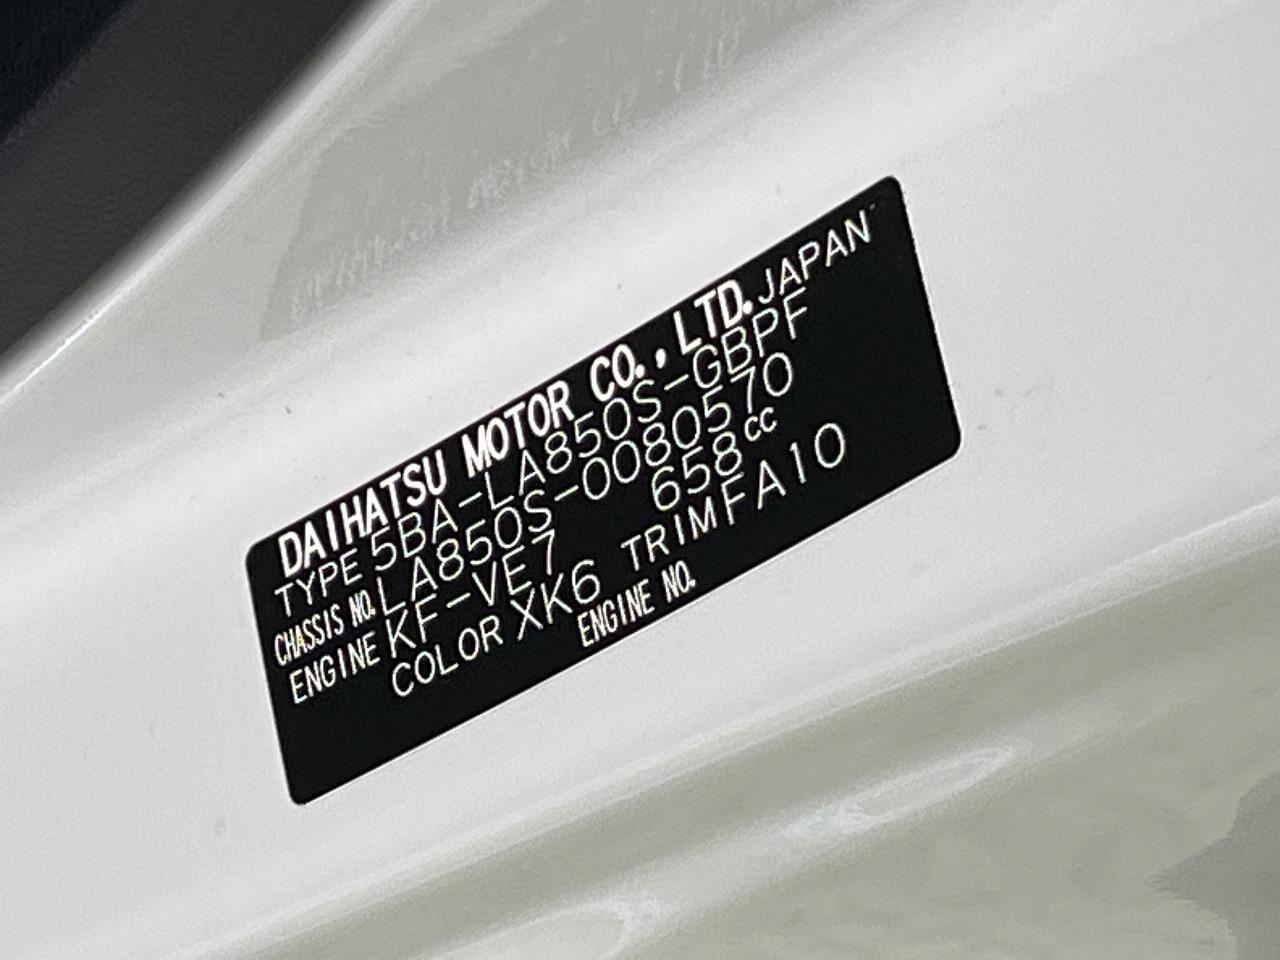 DAIHATSU MOTOR CO., LTD. JAPAN
TYPE 5BA-LA850S-GBPF
CHASSIS NO. LA850S-0080570
ENGINE KF-VE7 658cc
COLOR XK6 TRIM FA10
ENGINE NO.